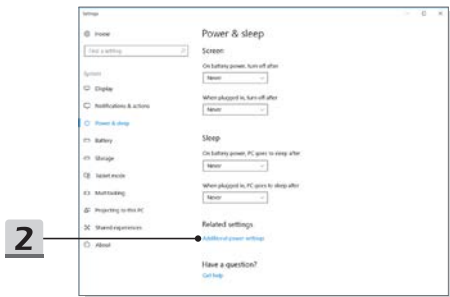 Settings
Home
Power & sleep
Find a setting
Screen
On battery power, turn off after
Never
When plugged in, turn off after
Never
System
Display
Notifications & actions
Power & sleep
Battery
Storage
Tablet mode
Multitasking
Projecting to this PC
Shared experiences
About
Sleep
On battery power, PC goes to sleep after
Never
When plugged in, PC goes to sleep after
Never
Related settings
Additional power settings
Have a question?
Get help
2